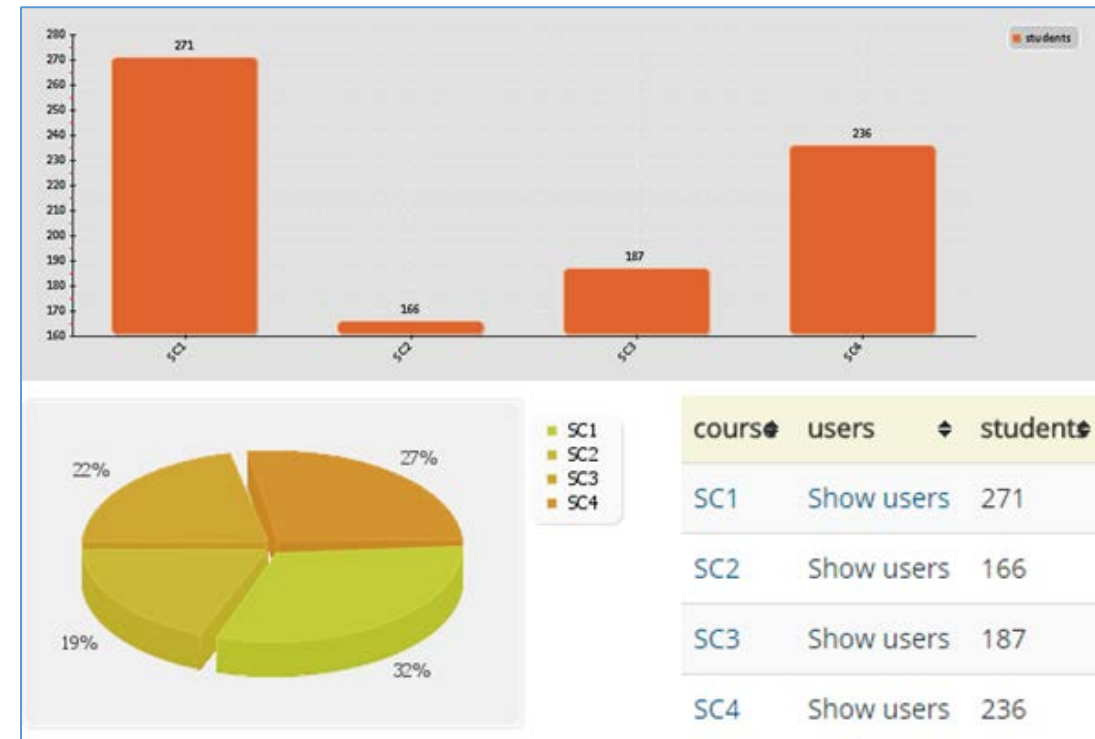 280
270
260
250
240
230
220
210
200
190
180
170
160
271
166
187
236
SC1
SC2
SC3
SC4
students
22%
27%
19%
32%
SC1
SC2
SC3
SC4
course users students
SC1 Show users 271
SC2 Show users 166
SC3 Show users 187
SC4 Show users 236